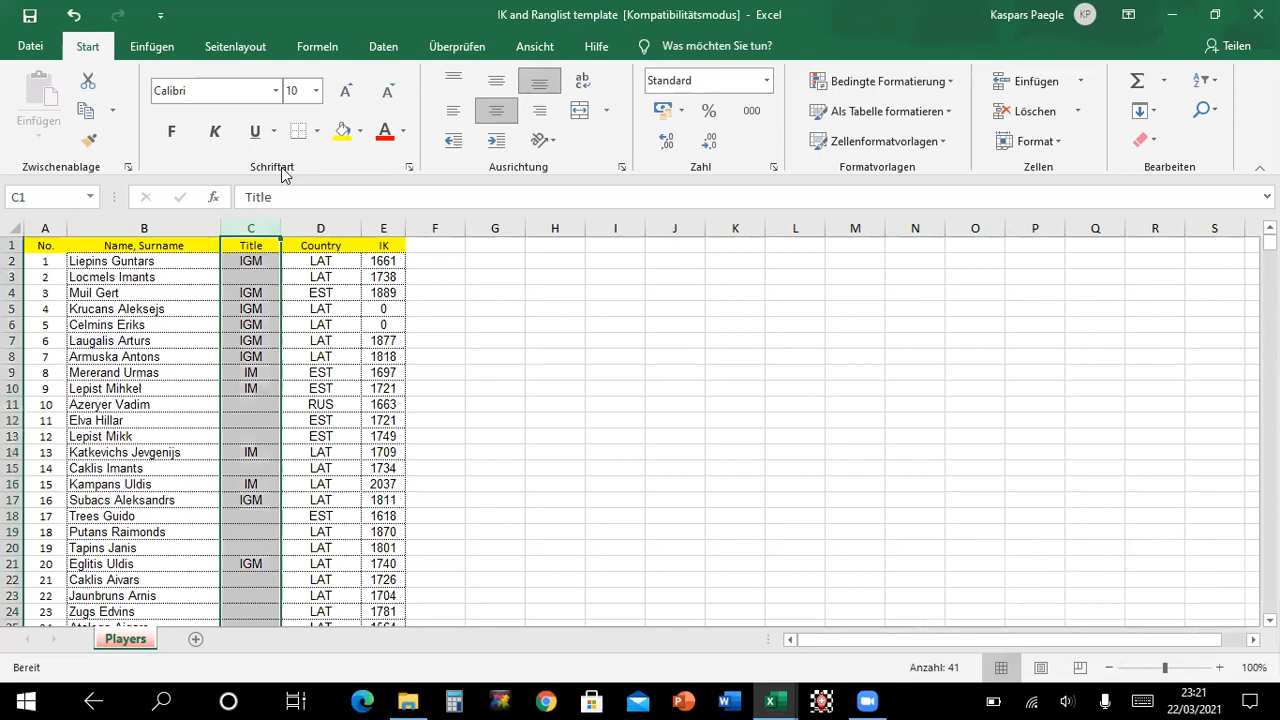 IK and Ranglist template [Kompatibilitätsmodus] - Excel
Kaspars Paegle
KP
Datei Start Einfügen Seitenlayout Formeln Daten Überprüfen Ansicht Hilfe Was möchten Sie tun? Teilen
Einfügen
Zwischenablage
Calibri 10
F K U
Schriftart
ab
Ausrichtung
Standard
% 000
Zahl
Bedingte Formatierung
Als Tabelle formatieren
Zellenformatvorlagen
Formatvorlagen
Einfügen
Löschen
Format
Zellen
Bearbeiten
C1 fx Title
A B C D E F G H I J K L M N O P Q R S
1 No. Name, Surname Title Country IK
2 1 Liepins Guntars IGM LAT 1661
3 2 Locmels Imants LAT 1738
4 3 Muil Gert IGM EST 1889
5 4 Krucans Aleksejs IGM LAT 0
6 5 Celmins Eriks IGM LAT 0
7 6 Laugalis Arturs IGM LAT 1877
8 7 Armuska Antons IGM LAT 1818
9 8 Mererand Urmas IM EST 1697
10 9 Lepist Mihkel IM EST 1721
11 10 Azeryer Vadim RUS 1663
12 11 Elva Hillar EST 1721
13 12 Lepist Mikk EST 1749
14 13 Katkevichs Jevgenijs IM LAT 1709
15 14 Caklis Imants LAT 1734
16 15 Kampans Uldis IM LAT 2037
17 16 Subacs Aleksandrs IGM LAT 1811
18 17 Trees Guido EST 1618
19 18 Putans Raimonds LAT 1870
20 19 Tapins Janis LAT 1801
21 20 Eglitis Uldis IGM LAT 1740
22 21 Caklis Aivars LAT 1726
23 22 Jaunbruns Arnis LAT 1704
24 23 Zugs Edvins LAT 1781
Players
Bereit
Anzahl: 41
100%
23:21
22/03/2021